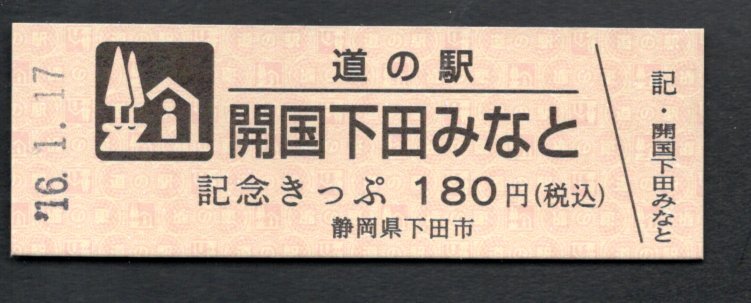 '16.1.17
道の駅
開国下田みなと
記念きっぷ 180円(税込)
静岡県下田市
記・開国下田みなと